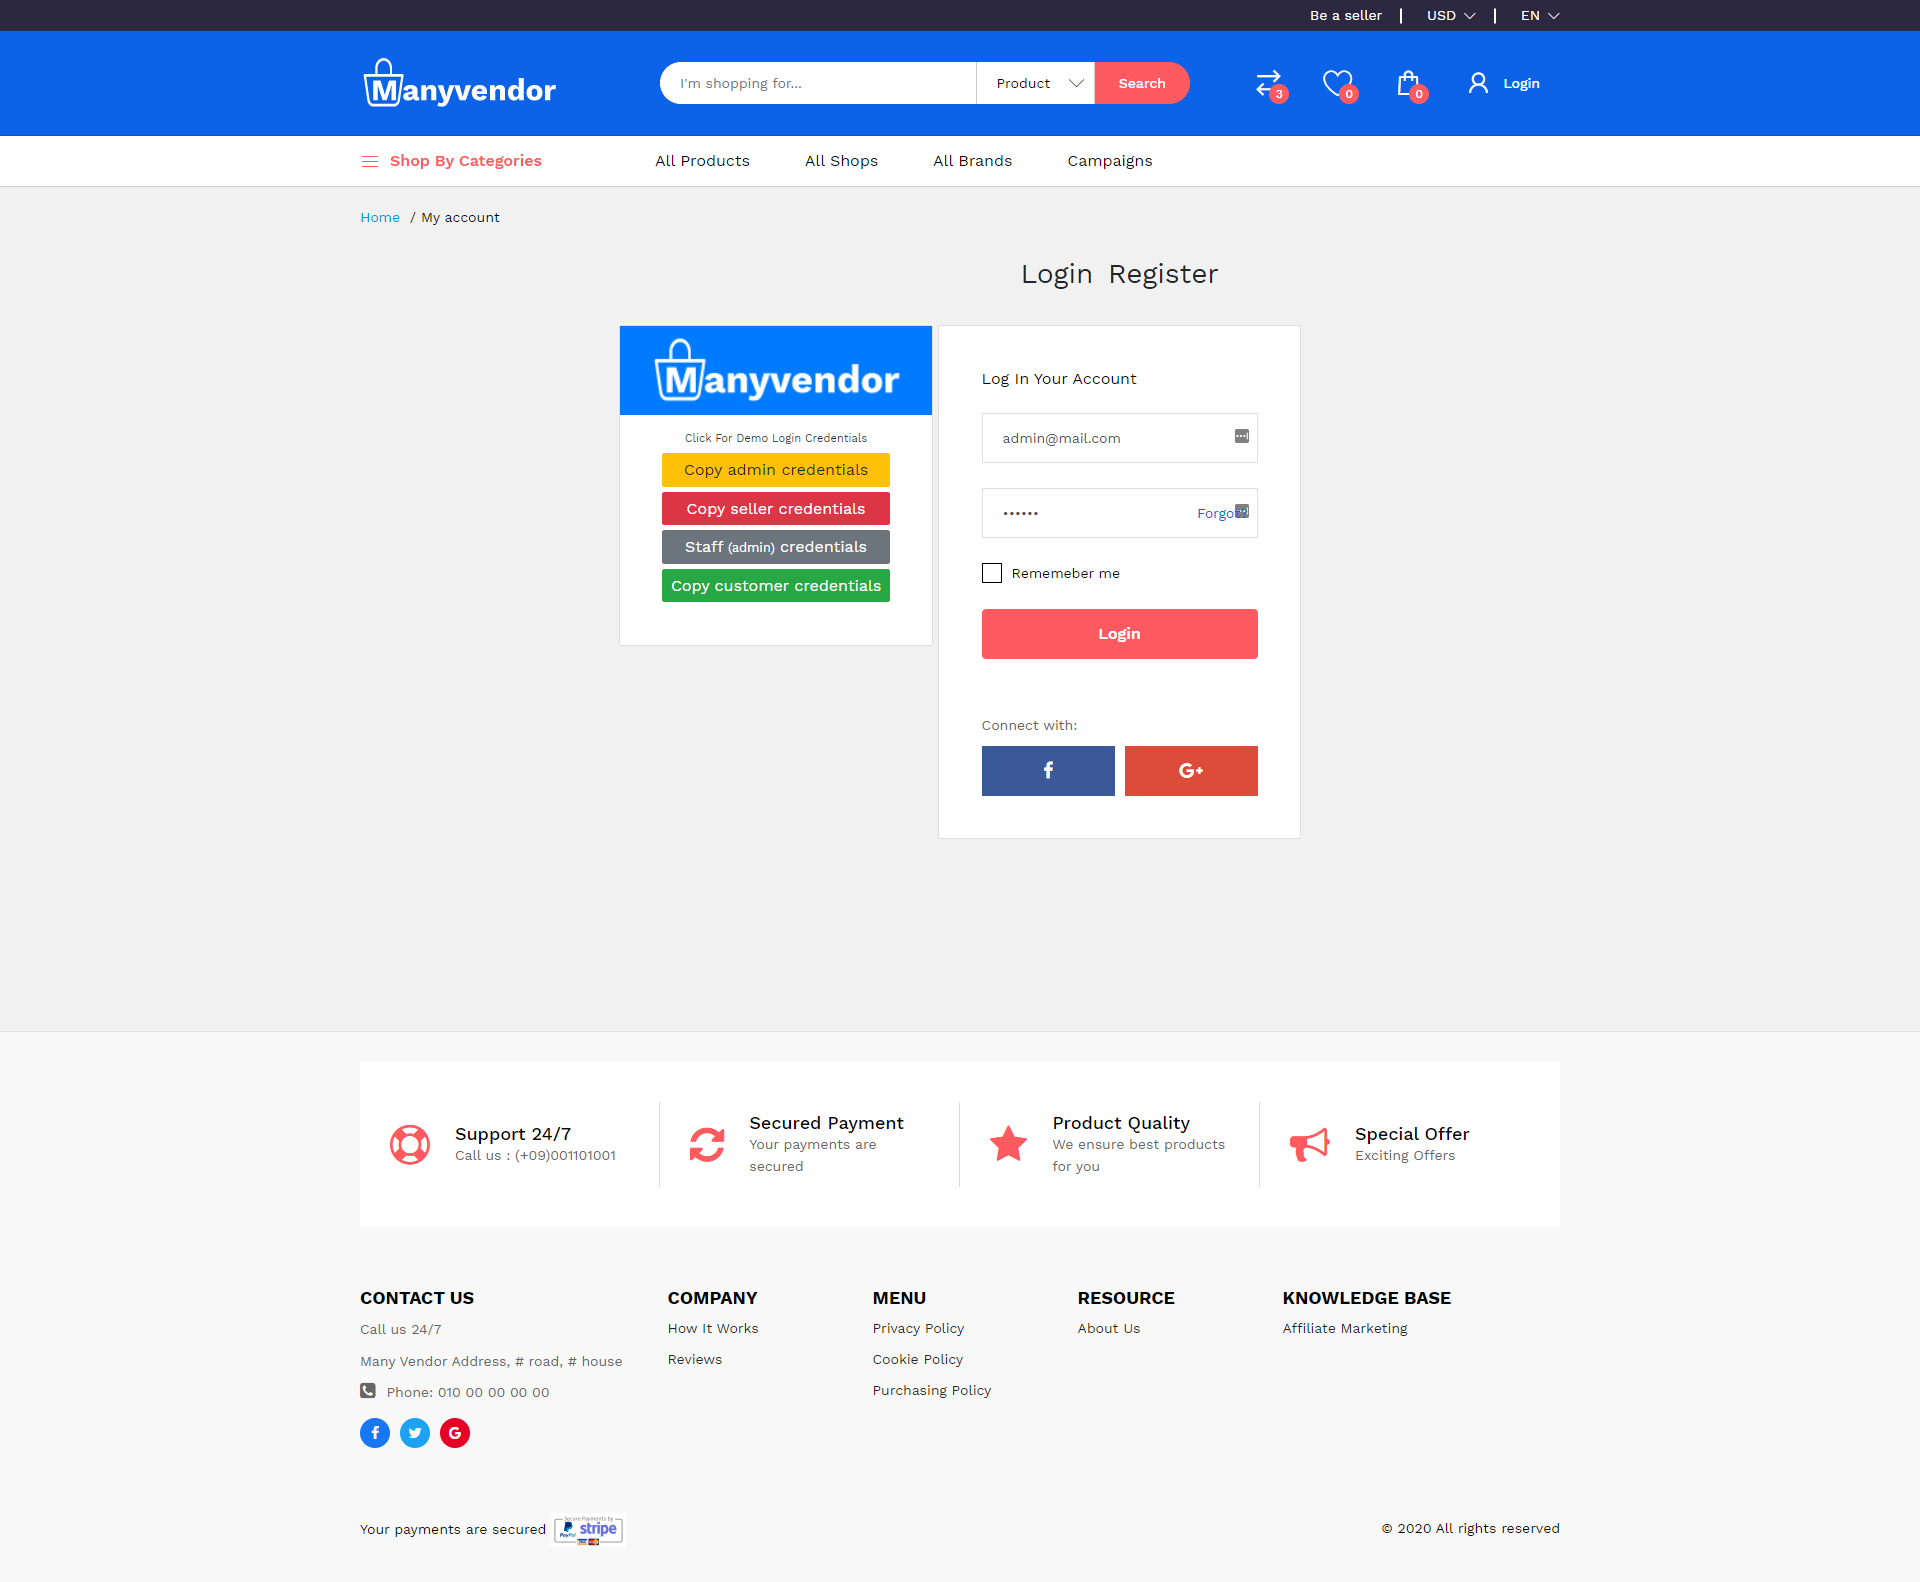 Be a seller
USD
EN
Manyvendor
I'm shopping for...
Product
Search
3
0
0
Login
Shop By Categories
All Products
All Shops
All Brands
Campaigns
Home / My account
Login Register
Manyvendor
Click For Demo Login Credentials
Copy admin credentials
Copy seller credentials
Staff (admin) credentials
Copy customer credentials
Log In Your Account
admin@mail.com
••••••
Rememeber me
Login
Connect with:
f
G+
Support 24/7
Call us : (+09)001101001
Secured Payment
Your payments are
secured
Product Quality
We ensure best products
for you
Special Offer
Exciting Offers
CONTACT US
Call us 24/7
Many Vendor Address, # road, # house
Phone: 010 00 00 00 00
f
G
COMPANY
How It Works
Reviews
MENU
Privacy Policy
Cookie Policy
Purchasing Policy
RESOURCE
About Us
KNOWLEDGE BASE
Affiliate Marketing
Your payments are secured
Secure Payments by
PayPal
stripe
© 2020 All rights reserved